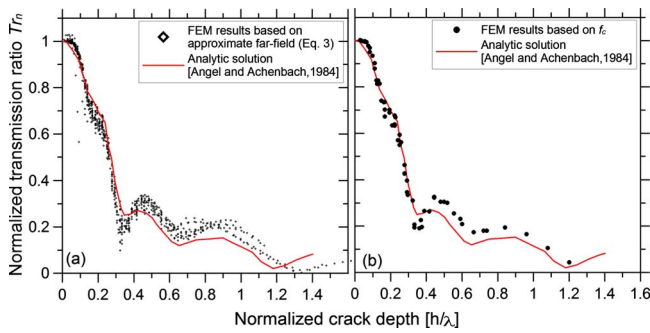 Normalized transmission ratio Trn
1
0.8
0.6
0.4
0.2
0
FEM results based on
approximate far-field (Eq. 3)
Analytic solution
[Angel and Achenbach,1984]
(a)
0 0.2 0.4 0.6 0.8 1 1.2 1.4
FEM results based on fc
Analytic solution
[Angel and Achenbach,1984]
(b)
0 0.2 0.4 0.6 0.8 1 1.2 1.4 1.6
Normalized crack depth [h/λ]